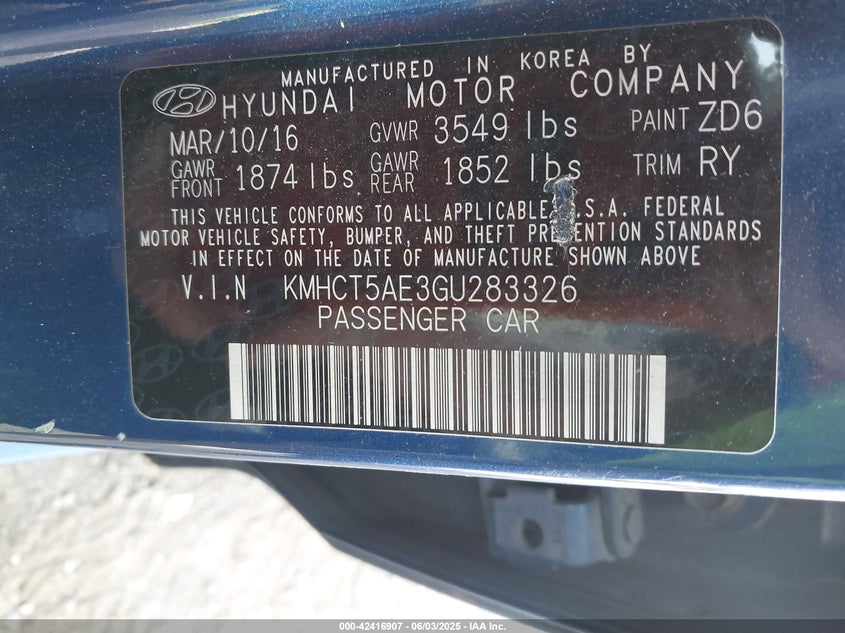 MANUFACTURED IN KOREA BY
HYUNDAI MOTOR COMPANY
MAR/10/16 GVWR 3549 lbs PAINT ZD6
GAWR FRONT 1874 lbs GAWR REAR 1852 lbs TRIM RY
THIS VEHICLE CONFORMS TO ALL APPLICABLE .S.A. FEDERAL
MOTOR VEHICLE SAFETY, BUMPER, AND THEFT PREVENTION STANDARDS
IN EFFECT ON THE DATE OF MANUFACTURE SHOWN ABOVE
V.I.N KMHCT5AE3GU283326
PASSENGER CAR
000-42416907 - 06/03/2025 - IAA Inc.